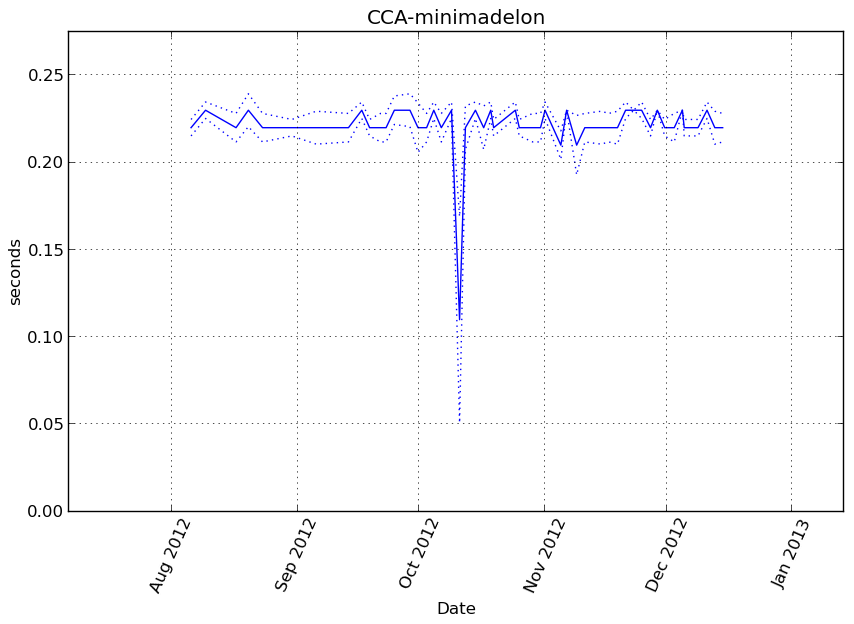 CCA-minimadelon
0.25
0.20
0.15
0.10
0.05
0.00
seconds
Aug 2012
Sep 2012
Oct 2012
Nov 2012
Dec 2012
Jan 2013
Date